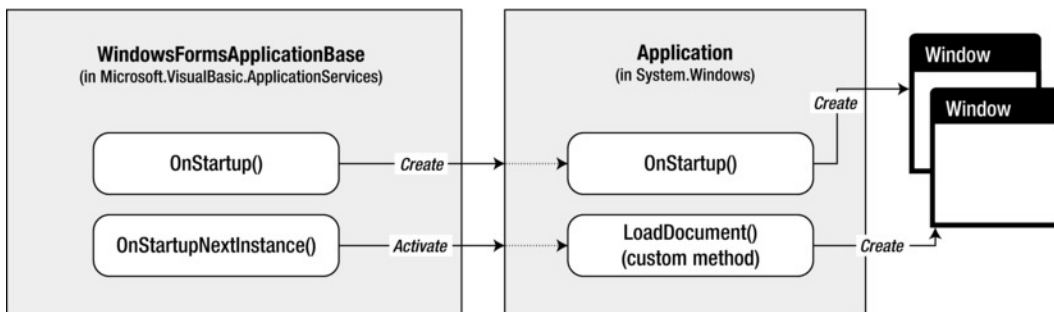 WindowsFormsApplicationBase
(in Microsoft.VisualBasic.ApplicationServices)
OnStartup()
Create
OnStartupNextInstance()
Activate
Application
(in System.Windows)
OnStartup()
Create
LoadDocument()
(custom method)
Create
Window
Window